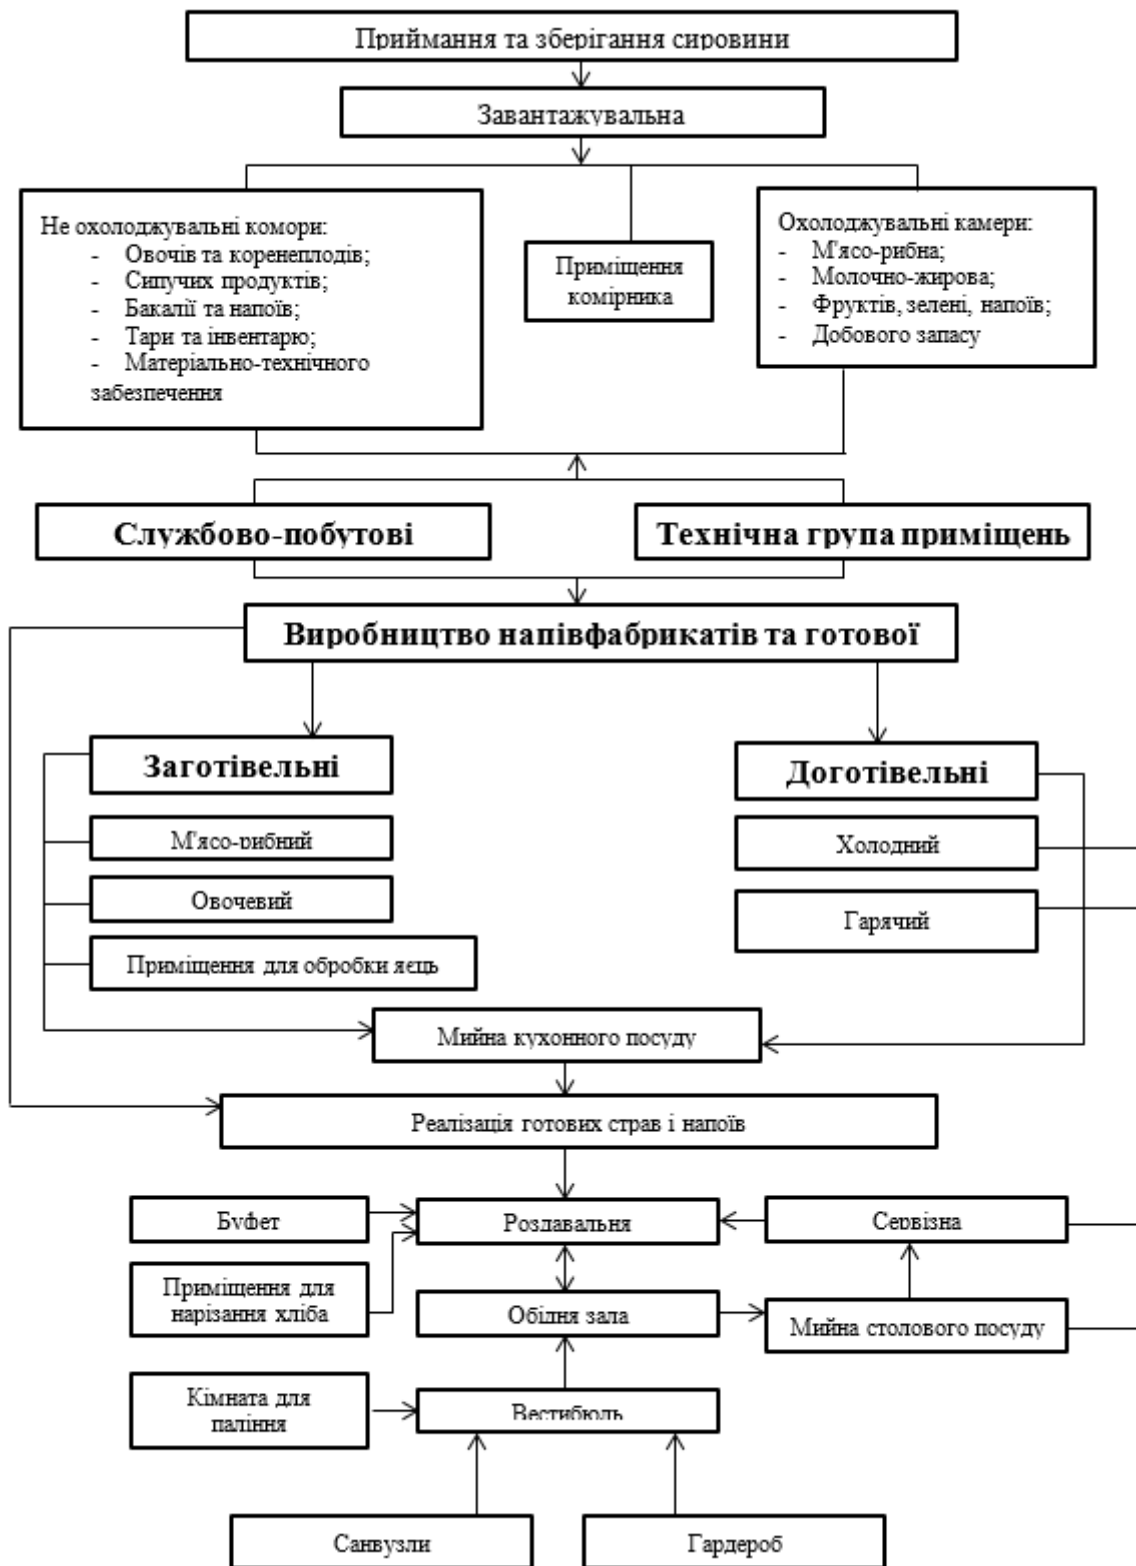 Приймання та зберігання сировини
Завантажувальна
Не охолоджувальні комори:
- Овочів та коренеплодів;
- Сипучих продуктів;
- Бакалії та напоїв;
- Тари та інвентарю;
- Матеріально-технічного
забезпечення
Приміщення
комірника
Охолоджувальні камери:
- М'ясо-рибна;
- Молочно-жирова;
- Фруктів, зелені, напоїв;
- Добового запасу
Службово-побутові
Технічна група приміщень
Виробництво напівфабрикатів та готової
Заготівельні
Доготівельні
М'ясо-рибний
Холодний
Овочевий
Гарячий
Приміщення для обробки яєць
Мийна кухонного посуду
Реалізація готових страв і напоїв
Буфет
Роздавальня
Сервізна
Приміщення для
нарізання хліба
Обідня зала
Мийна столового посуду
Кімната для
паління
Вестибюль
Санвузли
Гардероб